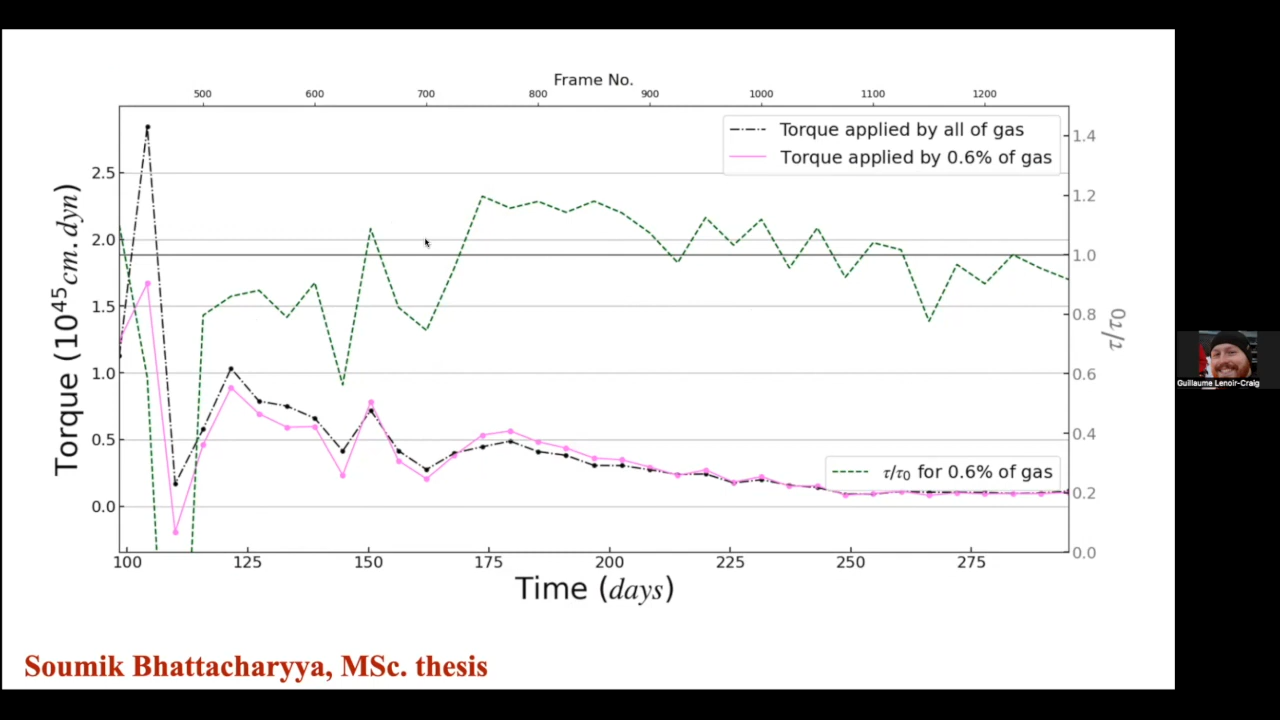 Frame No.
500 600 700 800 900 1000 1100 1200
Torque applied by all of gas
Torque applied by 0.6% of gas
Torque (10⁴⁵cm.dyn)
2.5
2.0
1.5
1.0
0.5
0.0
1.4
1.2
1.0
0.8
0.6
0.4
0.2
0.0
τ/τ0
τ/τ₀ for 0.6% of gas
100 125 150 175 200 225 250 275
Time (days)
Guillaume Lenoir-Craig
Soumik Bhattacharyya, MSc. thesis